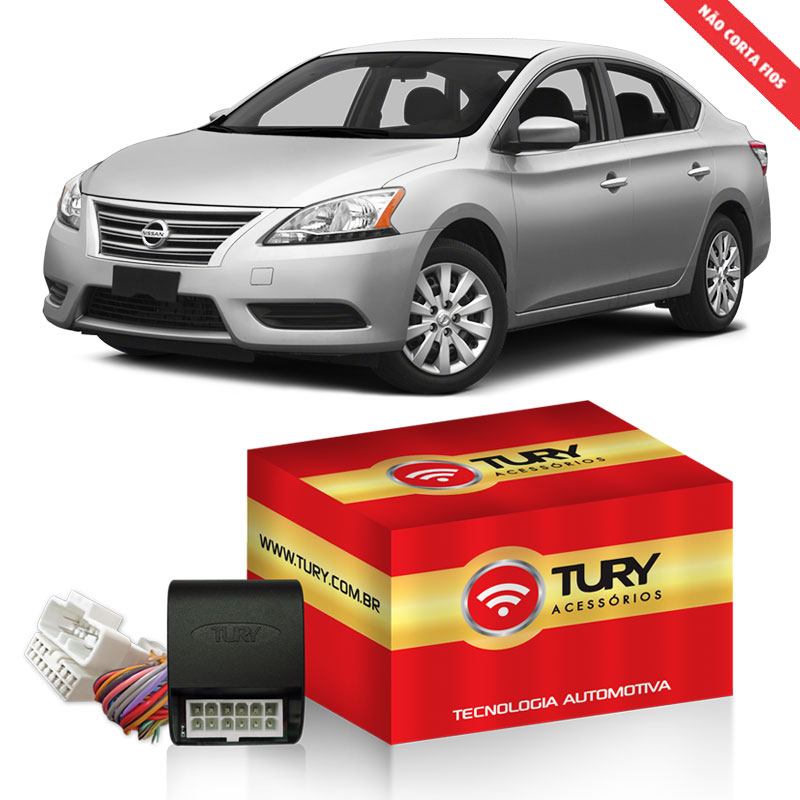 NÃO CORTA FIOS
NISSAN
TURY
ACESSÓRIOS
WWW.TURY.COM.BR
TURY
ACESSÓRIOS
TURY
TECNOLOGIA AUTOMOTIVA